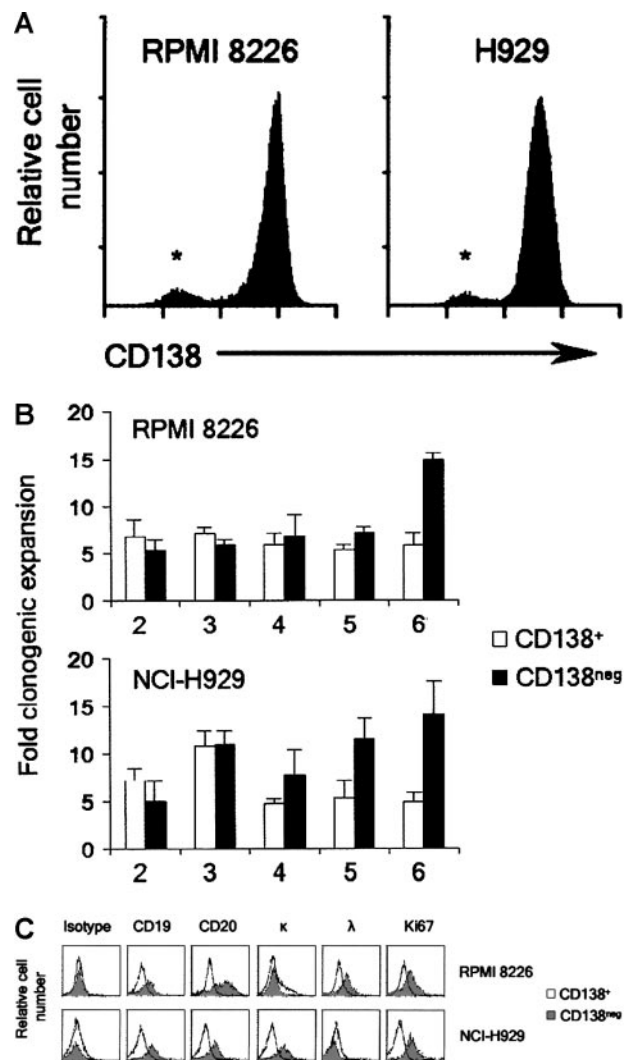 A
RPMI 8226
H929
Relative cell number
*
*
CD138
B
20
15
10
5
0
RPMI 8226
2 3 4 5 6
20
15
10
5
0
NCI-H929
2 3 4 5 6
Fold clonogenic expansion
CD138⁺
CD138ⁿᵉᵍ
C
Isotype CD19 CD20 κ λ Ki67
Relative cell number
RPMI 8226
NCI-H929
CD138⁺
CD138ⁿᵉᵍ